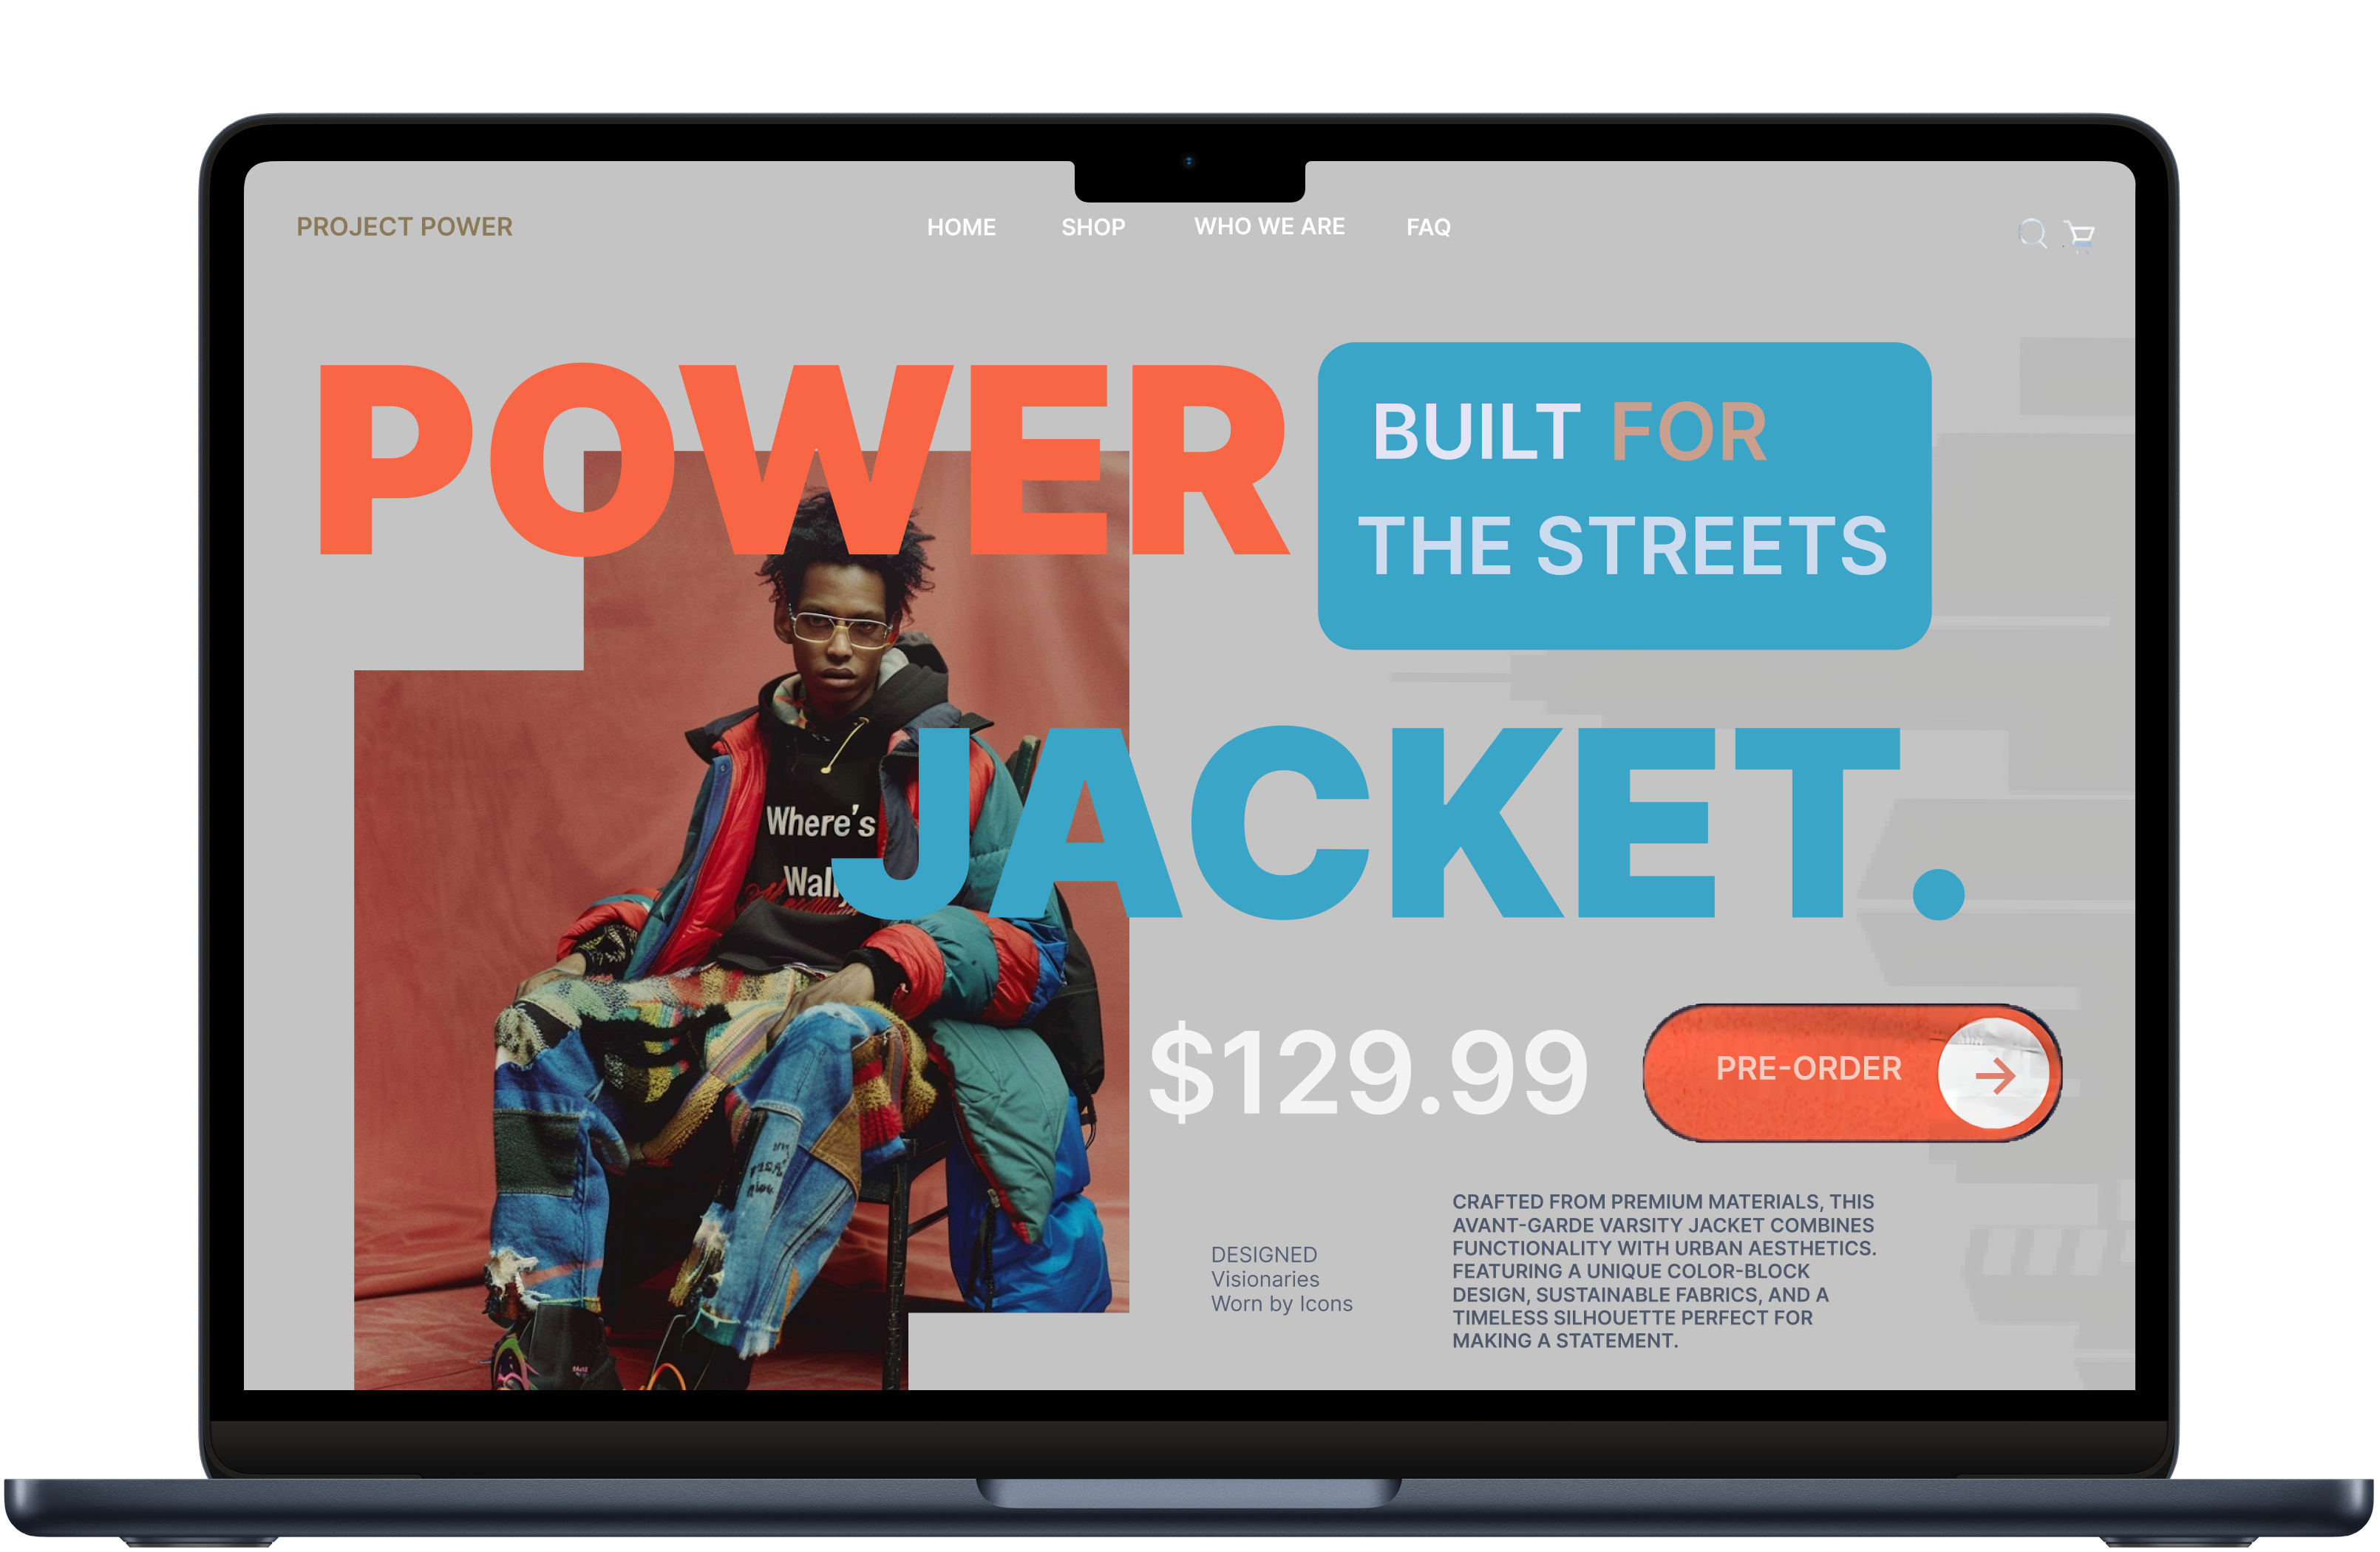 PROJECT POWER
HOME
SHOP
WHO WE ARE
FAQ
POWER
BUILT FOR
THE STREETS
Where's
JACKET.
$129.99
PRE-ORDER
DESIGNED
Visionaries
Worn by Icons
CRAFTED FROM PREMIUM MATERIALS, THIS
AVANT-GARDE VARSITY JACKET COMBINES
FUNCTIONALITY WITH URBAN AESTHETICS.
FEATURING A UNIQUE COLOR-BLOCK
DESIGN, SUSTAINABLE FABRICS, AND A
TIMELESS SILHOUETTE PERFECT FOR
MAKING A STATEMENT.